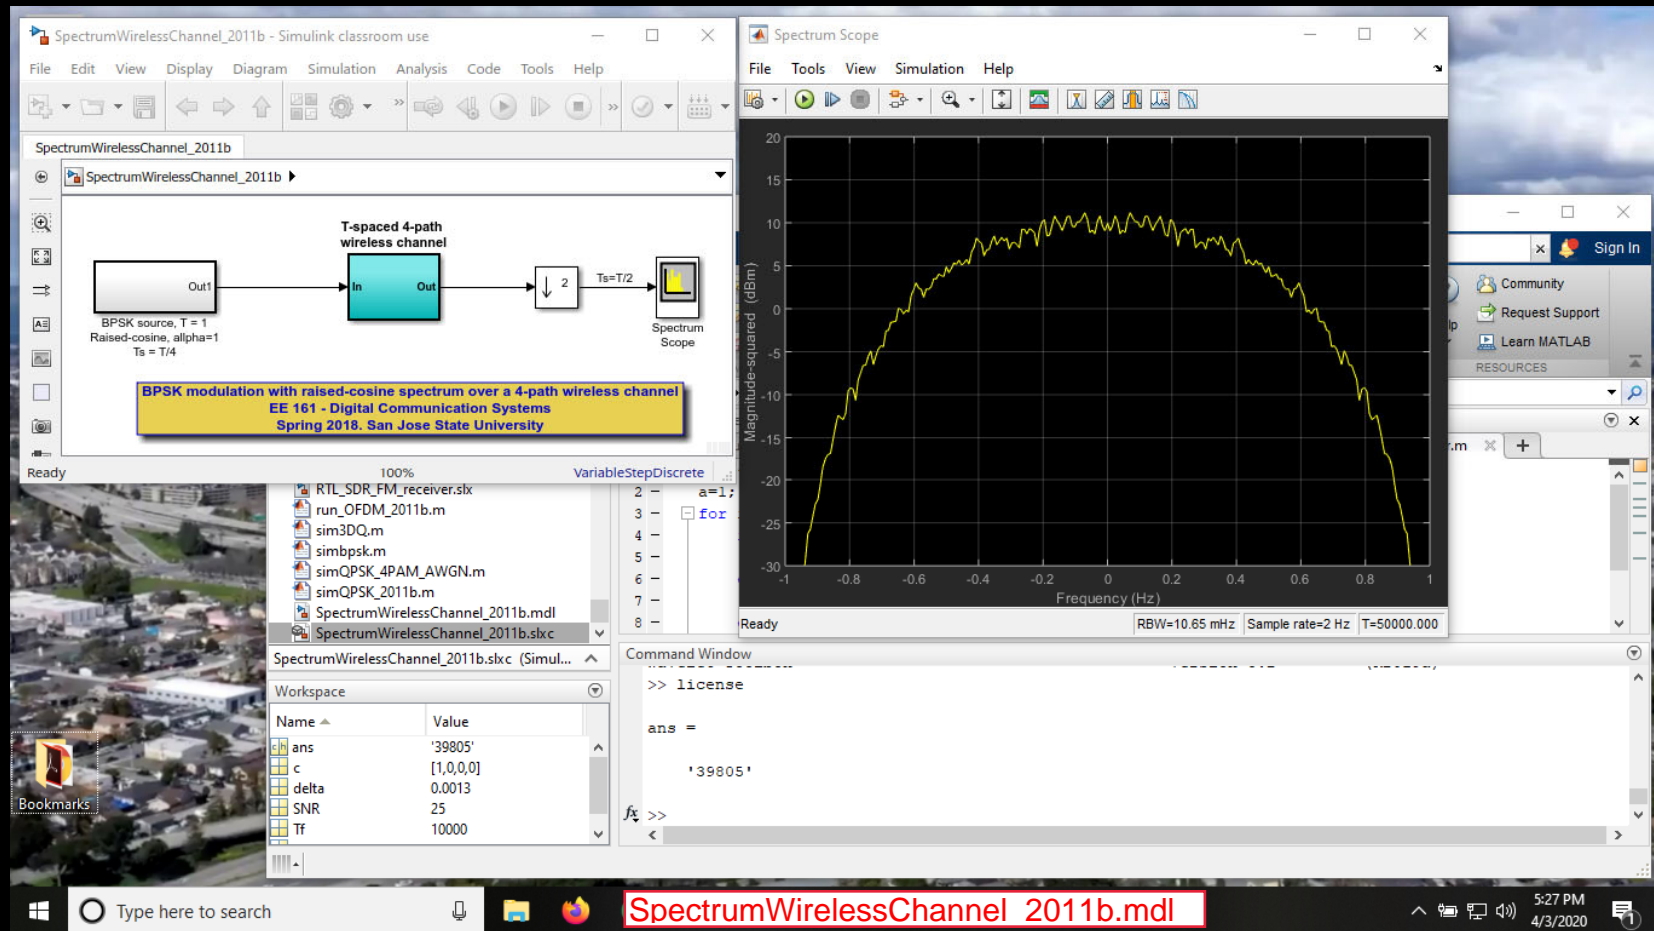 SpectrumWirelessChannel_2011b - Simulink classroom use
File Edit View Display Diagram Simulation Analysis Code Tools Help
SpectrumWirelessChannel_2011b
SpectrumWirelessChannel_2011b
T-spaced 4-path
wireless channel
Out1
In Out
2
Ts=T/2
BPSK source, T = 1
Raised-cosine, allpha=1
Ts = T/4
Spectrum
Scope
BPSK modulation with raised-cosine spectrum over a 4-path wireless channel
EE 161 - Digital Communication Systems
Spring 2018. San Jose State University
Ready 100% VariableStepDiscrete
Spectrum Scope
File Tools View Simulation Help
20
15
10
5
0
-5
-10
-15
-20
-25
-30
Magnitude-squared (dBm)
-1 -0.8 -0.6 -0.4 -0.2 0 0.2 0.4 0.6 0.8 1
Frequency (Hz)
Ready RBW=10.65 mHz Sample rate=2 Hz T=50000.000
Sign In
Community
Request Support
Learn MATLAB
RESOURCES
.m
RTL_SDR_FM_receiver.slx
run_OFDM_2011b.m
sim3DQ.m
simbpsk.m
simQPSK_4PAM_AWGN.m
simQPSK_2011b.m
SpectrumWirelessChannel_2011b.mdl
SpectrumWirelessChannel_2011b.slxc
SpectrumWirelessChannel_2011b.slxc (Simul...
2 - a=1;
3 - for
4 -
5 -
6 -
7 -
8 -
Workspace
Name Value
ans '39805'
c [1,0,0,0]
delta 0.0013
SNR 25
Tf 10000
Command Window
>> license
ans =
'39805'
fx >>
Bookmarks
Type here to search
SpectrumWirelessChannel_2011b.mdl
5:27 PM
4/3/2020
1